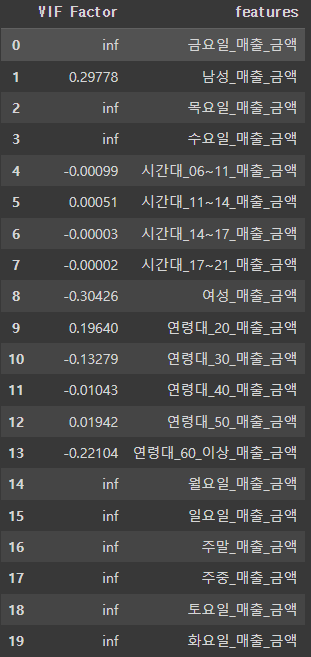 VIF Factor features
0 inf 금요일_매출_금액
1 0.29778 남성_매출_금액
2 inf 목요일_매출_금액
3 inf 수요일_매출_금액
4 -0.00099 시간대_06~11_매출_금액
5 0.00051 시간대_11~14_매출_금액
6 -0.00003 시간대_14~17_매출_금액
7 -0.00002 시간대_17~21_매출_금액
8 -0.30426 여성_매출_금액
9 0.19640 연령대_20_매출_금액
10 -0.13279 연령대_30_매출_금액
11 -0.01043 연령대_40_매출_금액
12 0.01942 연령대_50_매출_금액
13 -0.22104 연령대_60_이상_매출_금액
14 inf 월요일_매출_금액
15 inf 일요일_매출_금액
16 inf 주말_매출_금액
17 inf 주중_매출_금액
18 inf 토요일_매출_금액
19 inf 화요일_매출_금액